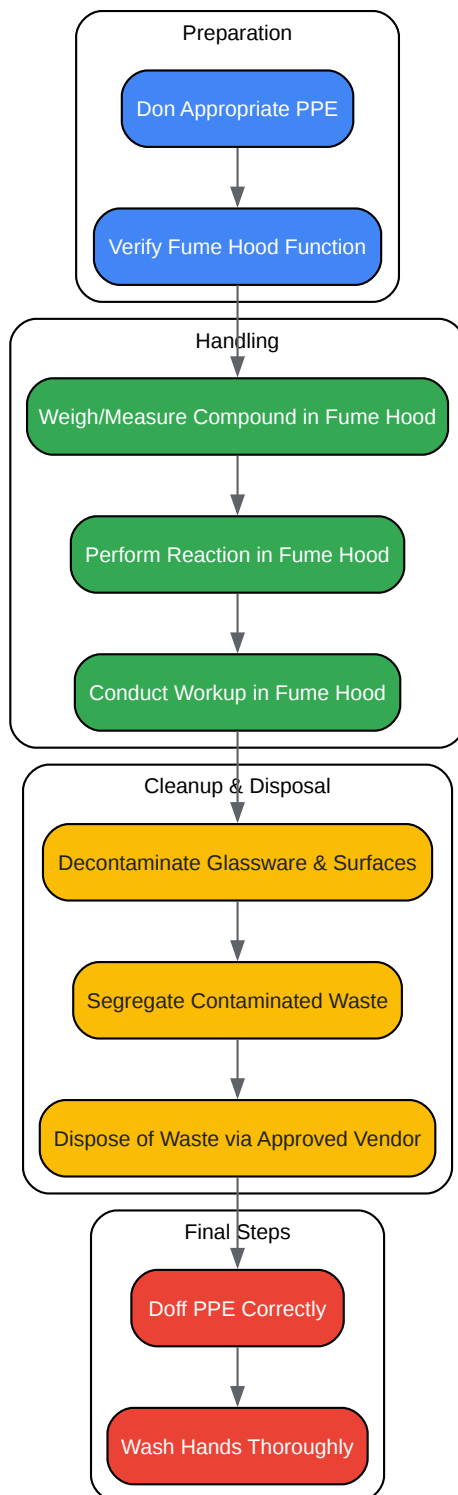 Preparation
Don Appropriate PPE
Verify Fume Hood Function
Handling
Weigh/Measure Compound in Fume Hood
Perform Reaction in Fume Hood
Conduct Workup in Fume Hood
Cleanup & Disposal
Decontaminate Glassware & Surfaces
Segregate Contaminated Waste
Dispose of Waste via Approved Vendor
Final Steps
Doff PPE Correctly
Wash Hands Thoroughly